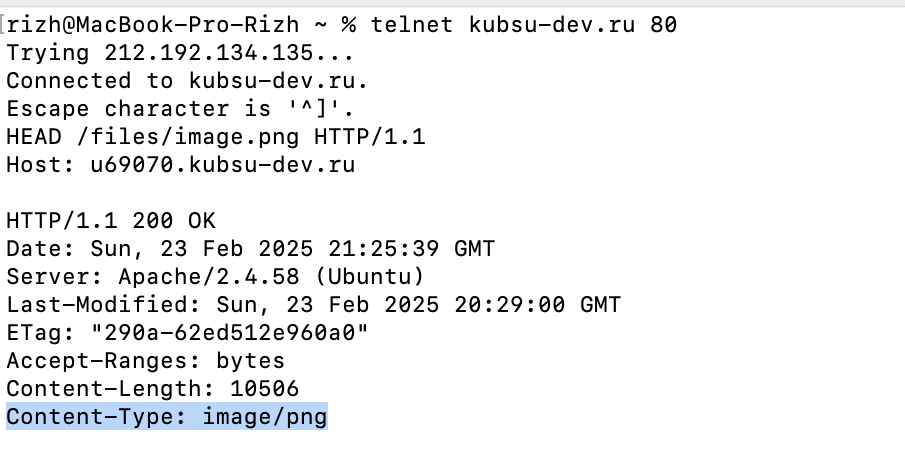 [rizh@MacBook-Pro-Rizh ~ % telnet kubsu-dev.ru 80
Trying 212.192.134.135...
Connected to kubsu-dev.ru.
Escape character is '^]'.
HEAD /files/image.png HTTP/1.1
Host: u69070.kubsu-dev.ru

HTTP/1.1 200 OK
Date: Sun, 23 Feb 2025 21:25:39 GMT
Server: Apache/2.4.58 (Ubuntu)
Last-Modified: Sun, 23 Feb 2025 20:29:00 GMT
ETag: "290a-62ed512e960a0"
Accept-Ranges: bytes
Content-Length: 10506
Content-Type: image/png